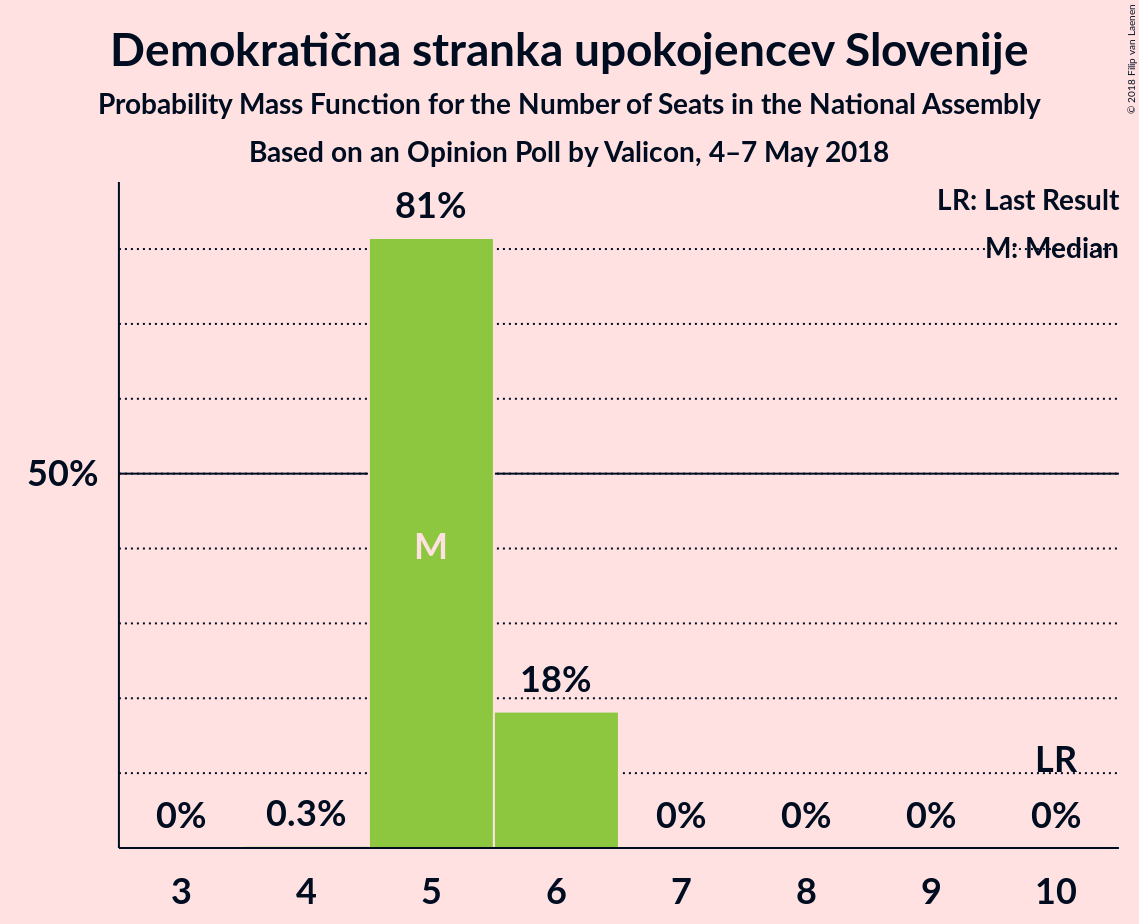 Demokratična stranka upokojencev Slovenije
Probability Mass Function for the Number of Seats in the National Assembly
Based on an Opinion Poll by Valicon, 4–7 May 2018
© 2018 Filip van Laenen
LR: Last Result
M: Median
81%
50%
M
18%
LR
0% 0.3% 0% 0% 0% 0%
3 4 5 6 7 8 9 10